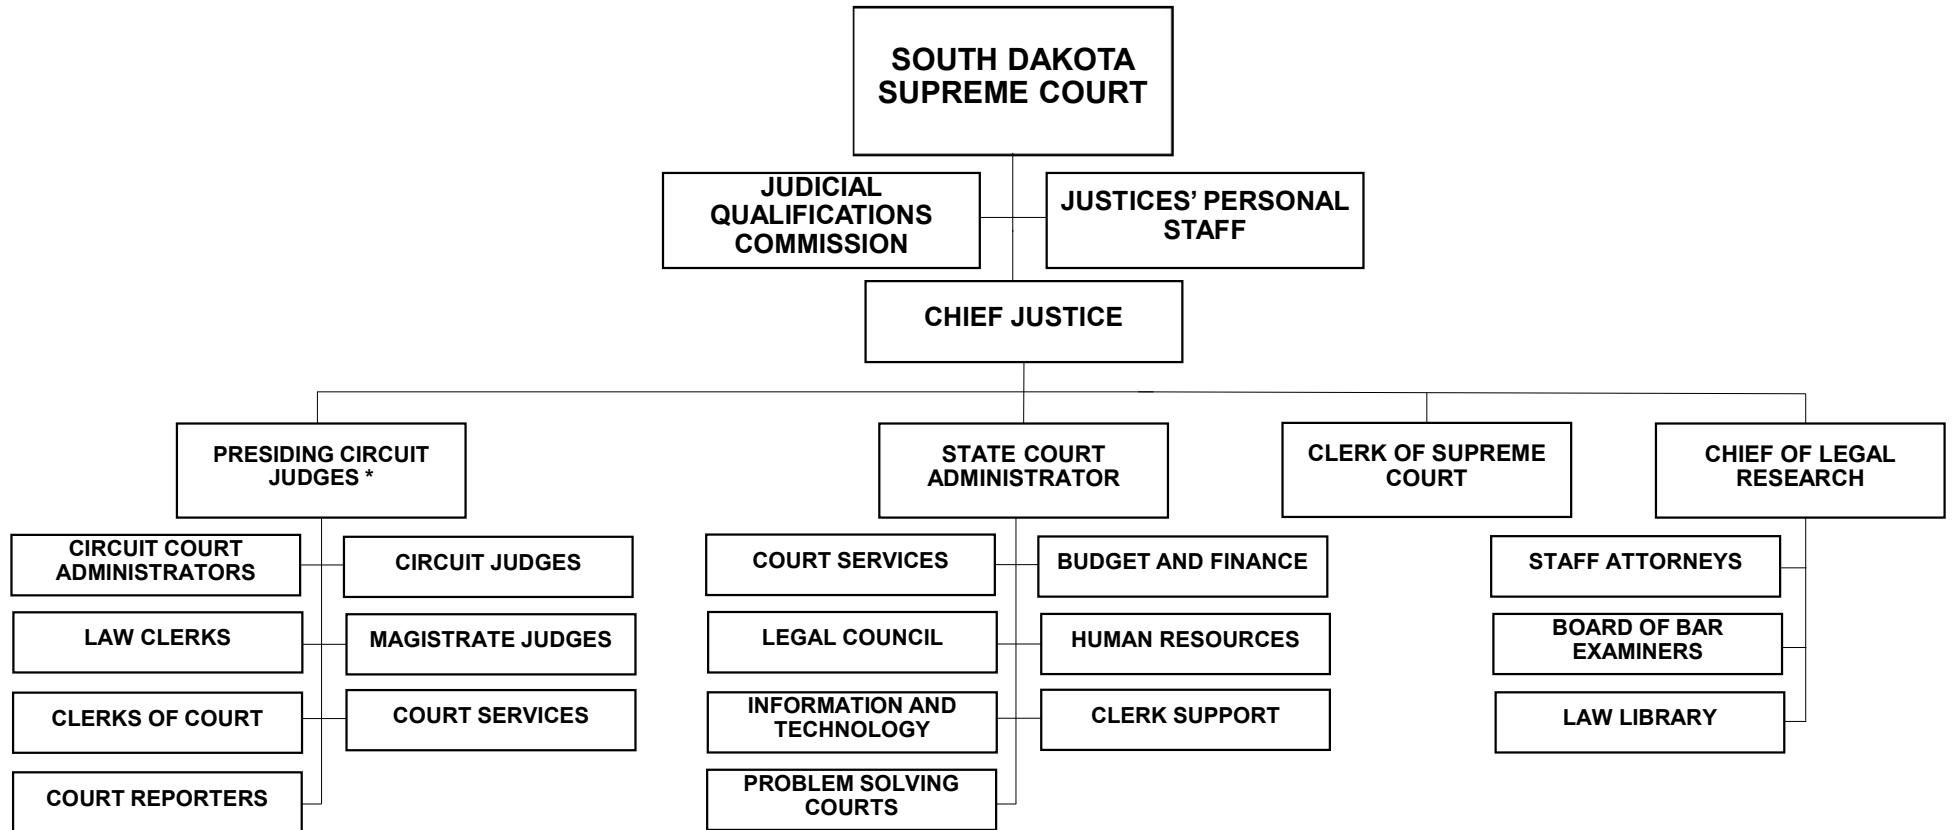 SOUTH DAKOTA
SUPREME COURT
JUDICIAL
QUALIFICATIONS
COMMISSION
JUSTICES’ PERSONAL
STAFF
CHIEF JUSTICE
PRESIDING CIRCUIT
JUDGES *
STATE COURT
ADMINISTRATOR
CLERK OF SUPREME
COURT
CHIEF OF LEGAL
RESEARCH
CIRCUIT COURT
ADMINISTRATORS
CIRCUIT JUDGES
LAW CLERKS
MAGISTRATE JUDGES
CLERKS OF COURT
COURT SERVICES
COURT REPORTERS
COURT SERVICES
BUDGET AND FINANCE
LEGAL COUNCIL
HUMAN RESOURCES
INFORMATION AND
TECHNOLOGY
CLERK SUPPORT
PROBLEM SOLVING
COURTS
STAFF ATTORNEYS
BOARD OF BAR
EXAMINERS
LAW LIBRARY